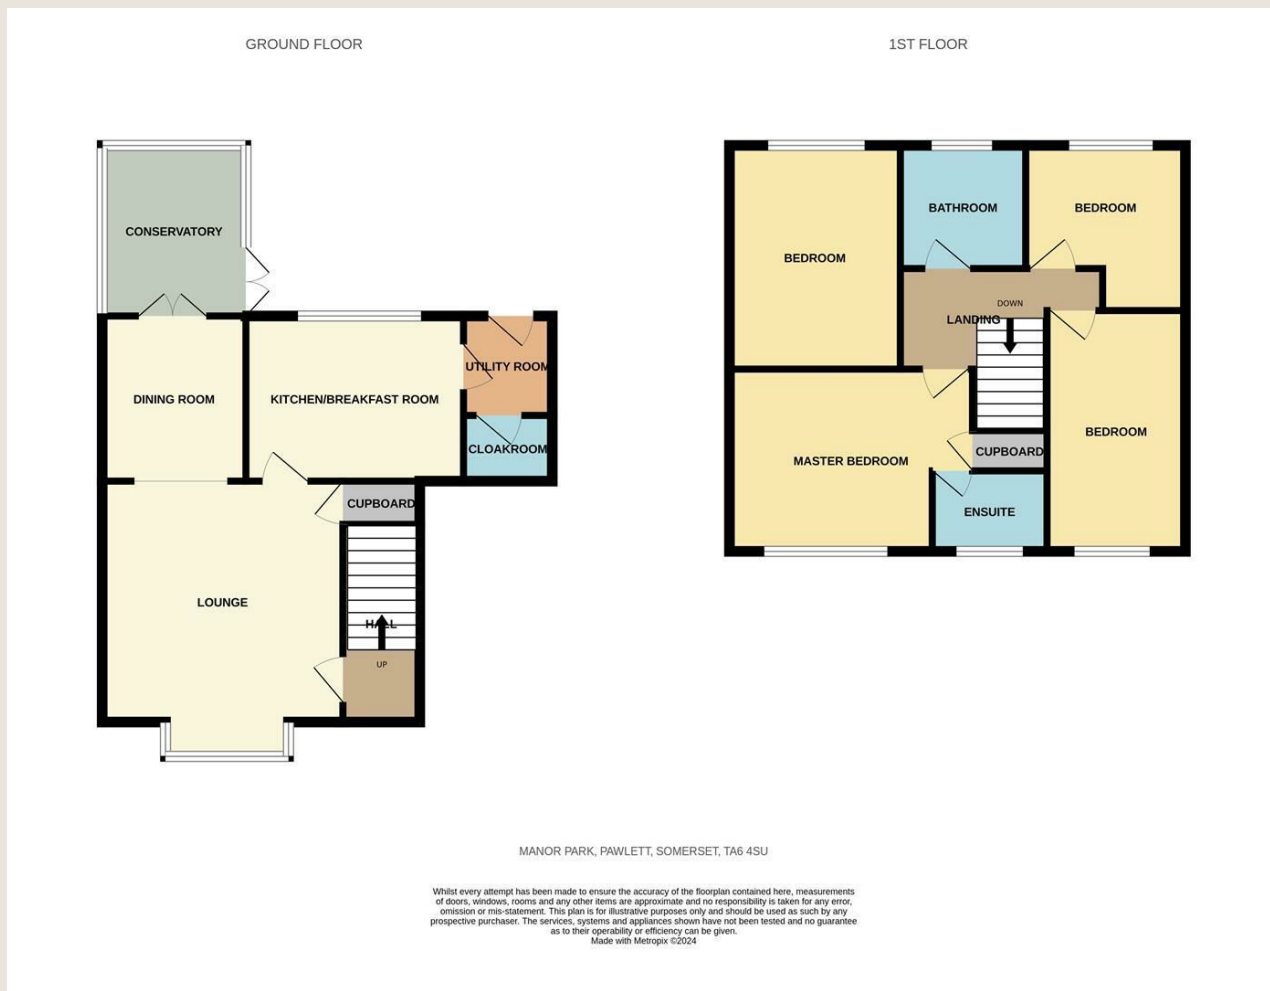 GROUND FLOOR
1ST FLOOR
CONSERVATORY
DINING ROOM
KITCHEN/BREAKFAST ROOM
UTILITY ROOM
CLOAKROOM
CUPBOARD
LOUNGE
HALL
UP
BEDROOM
BATHROOM
BEDROOM
DOWN
LANDING
MASTER BEDROOM
CUPBOARD
BEDROOM
ENSUITE
MANOR PARK, PAWLETT, SOMERSET, TA6 4SU
Whilst every attempt has been made to ensure the accuracy of the floorplan contained here, measurements
of doors, windows, rooms and any other items are approximate and no responsibility is taken for any error,
omission or mis-statement. This plan is for illustrative purposes only and should be used as such by any
prospective purchaser. The services, systems and appliances shown have not been tested and no guarantee
as to their operability or efficiency can be given.
Made with Metropix ©2024